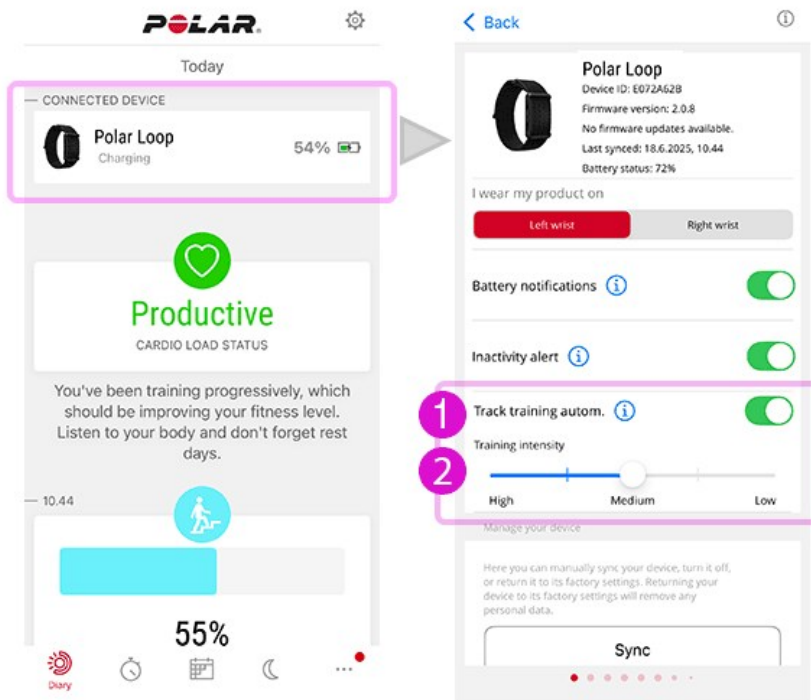 POLAR.
Today
CONNECTED DEVICE
Polar Loop
Charging
54%
Productive
CARDIO LOAD STATUS
You've been training progressively, which
should be improving your fitness level.
Listen to your body and don't forget rest
days.
10.44
55%
Diary
Back
Polar Loop
Device ID: E072A62B
Firmware version: 2.0.8
No firmware updates available.
Last synced: 18.6.2025, 10.44
Battery status: 72%
I wear my product on
Left wrist
Right wrist
Battery notifications
Inactivity alert
1
Track training autom.
Training intensity
2
High
Medium
Low
Manage your device
Here you can manually sync your device, turn it off,
or return it to its factory settings. Returning your
device to its factory settings will remove any
personal data.
Sync